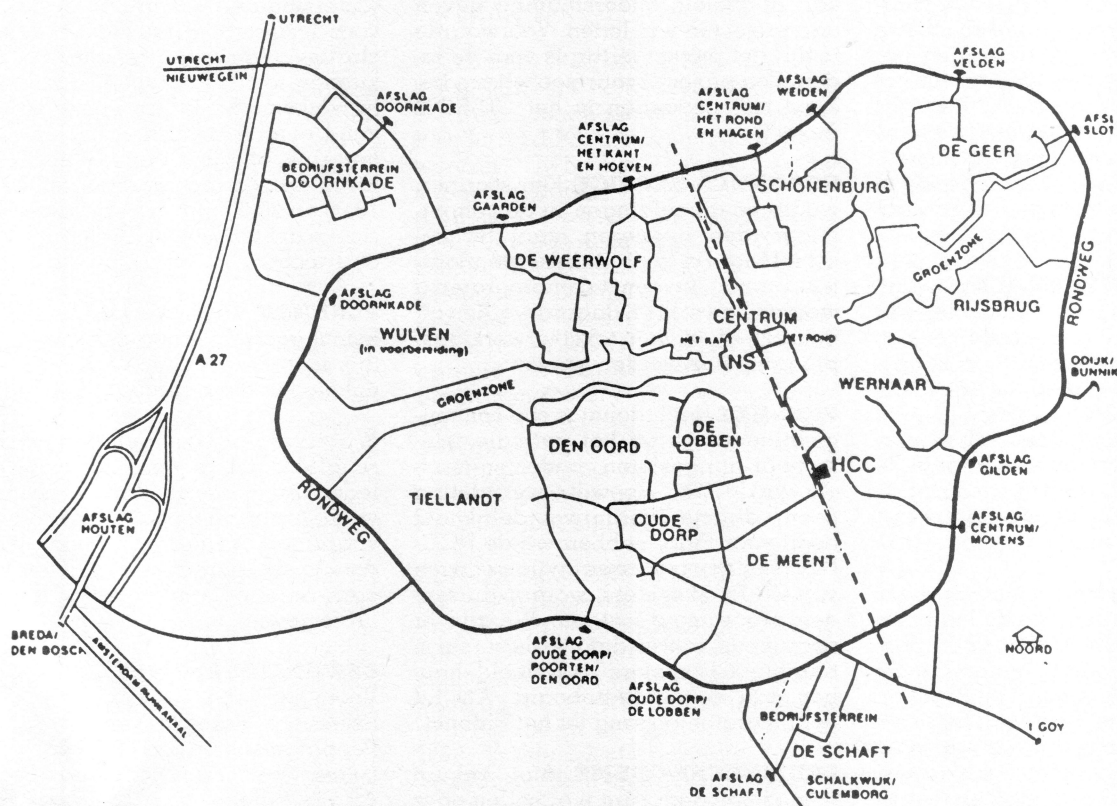 UTRECHT
UTRECHT
NIEUWEGEIN
AFSLAG
DOORNKADE
BEDRIJFSTERREIN
DOORNKADE
AFSLAG
GAARDEN
AFSLAG
CENTRUM/
HET KANT
EN HOEVEN
AFSLAG
CENTRUM/
HET ROND
EN HAGEN
AFSLAG
WEIDEN
AFSLAG
VELDEN
AFSL
SLOT
DE GEER
SCHONENBURG
DE WEERWOLF
GROENZONE
RIJSBRUG
RONDWEG
AFSLAG
DOORNKADE
WULVEN
(in voorbereiding)
CENTRUM
HET KANT
HET ROND
NS
A 27
GROENZONE
WERNAAR
ODIJK/
BUNNIK
DEN OORD
DE
LOBBEN
HCC
AFSLAG
GILDEN
RONDWEG
TIELLANDT
AFSLAG
HOUTEN
OUDE
DORP
DE MEENT
AFSLAG
CENTRUM/
MOLENS
BREDA/
DEN BOSCH
AMSTERDAM RIJNKANAAL
AFSLAG
OUDE DORP/
POORTEN/
DEN OORD
AFSLAG
OUDE DORP/
DE LOBBEN
NOORD
BEDRIJFSTERREIN
DE SCHAFT
I GOY
AFSLAG
DE SCHAFT
SCHALKWIJK/
CULEMBORG